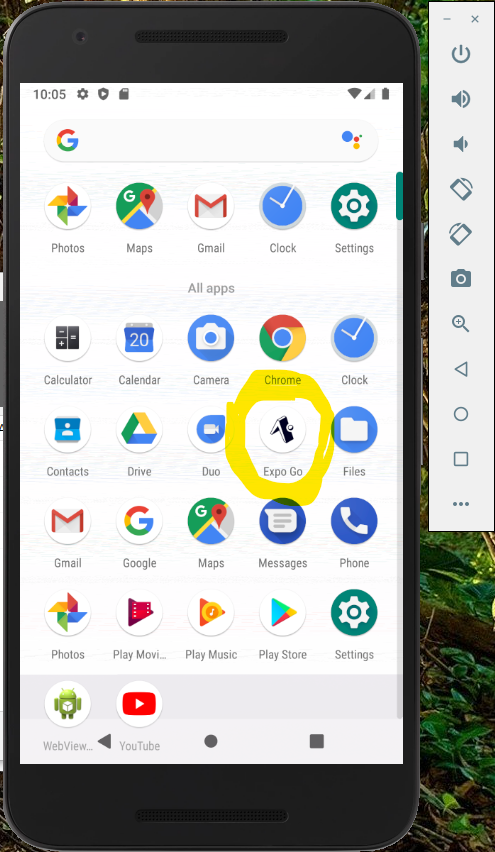 10:05
Photos Maps Gmail Clock Settings
All apps
20
Calculator Calendar Camera Chrome Clock
Contacts Drive Duo Expo Go Files
Gmail Google Maps Messages Phone
Photos Play Movi... Play Music Play Store Settings
WebView... YouTube